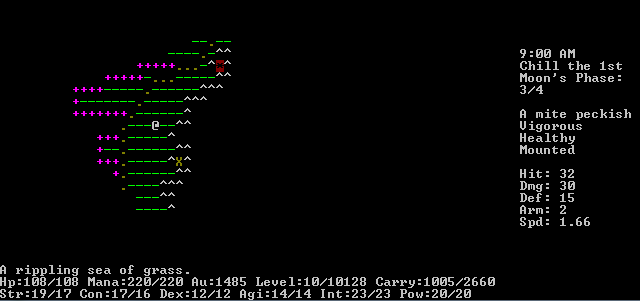 9:00 AM
Chill the 1st
Moon's Phase:
3/4
A mite peckish
Vigorous
Healthy
Mounted
Hit: 32
Dmg: 30
Def: 15
Arm: 2
Spd: 1.66
A rippling sea of grass.
Hp:108/108 Mana:220/220 Au:1485 Level:10/10128 Carry:1005/2660
Str:19/17 Con:17/16 Dex:12/12 Agi:14/14 Int:23/23 Pow:20/20